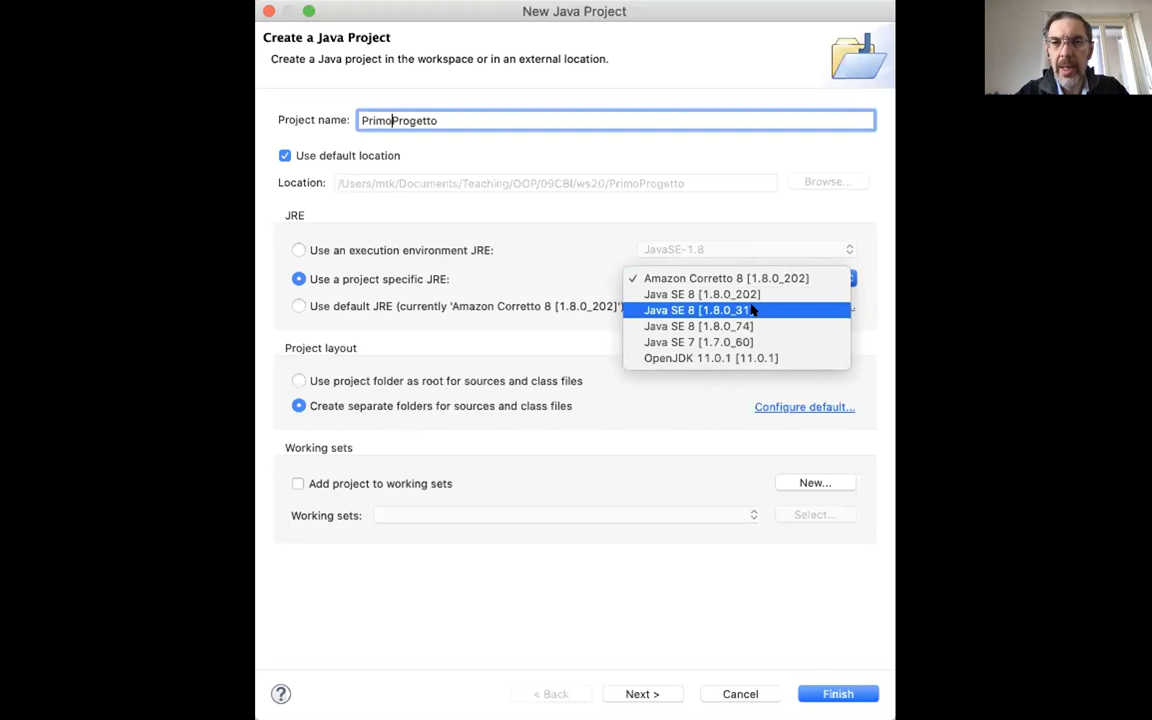 New Java Project
Create a Java Project
Create a Java project in the workspace or in an external location.
Project name: PrimoProgetto
Use default location
Location: /Users/mtk/Documents/Teaching/OOP/09CBI/ws20/PrimoProgetto
Browse...
JRE
Use an execution environment JRE: JavaSE-1.8
Use a project specific JRE:
Amazon Corretto 8 [1.8.0_202]
Java SE 8 [1.8.0_202]
Use default JRE (currently 'Amazon Corretto 8 [1.8.0_202]')
Java SE 8 [1.8.0_31
Java SE 8 [1.8.0_74]
Java SE 7 [1.7.0_60]
OpenJDK 11.0.1 [11.0.1]
Project layout
Use project folder as root for sources and class files
Create separate folders for sources and class files
Configure default...
Working sets
Add project to working sets
New...
Working sets:
Select...
?
< Back
Next >
Cancel
Finish